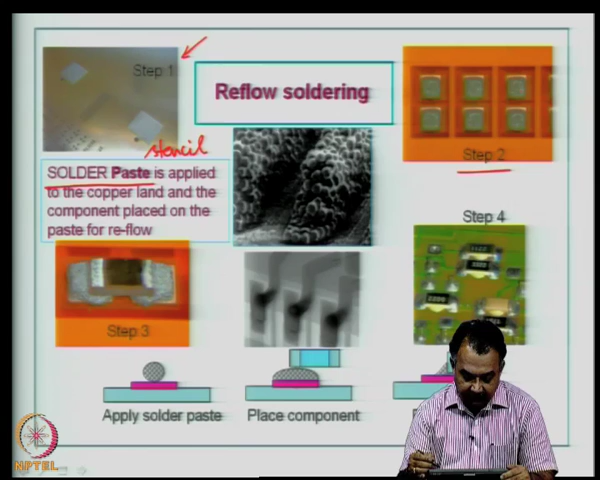 Step 1
Reflow soldering
stencil
SOLDER Paste is applied
to the copper land and the
component placed on the
paste for re-flow
Step 2
Step 4
Step 3
Apply solder paste
Place component
NPTEL